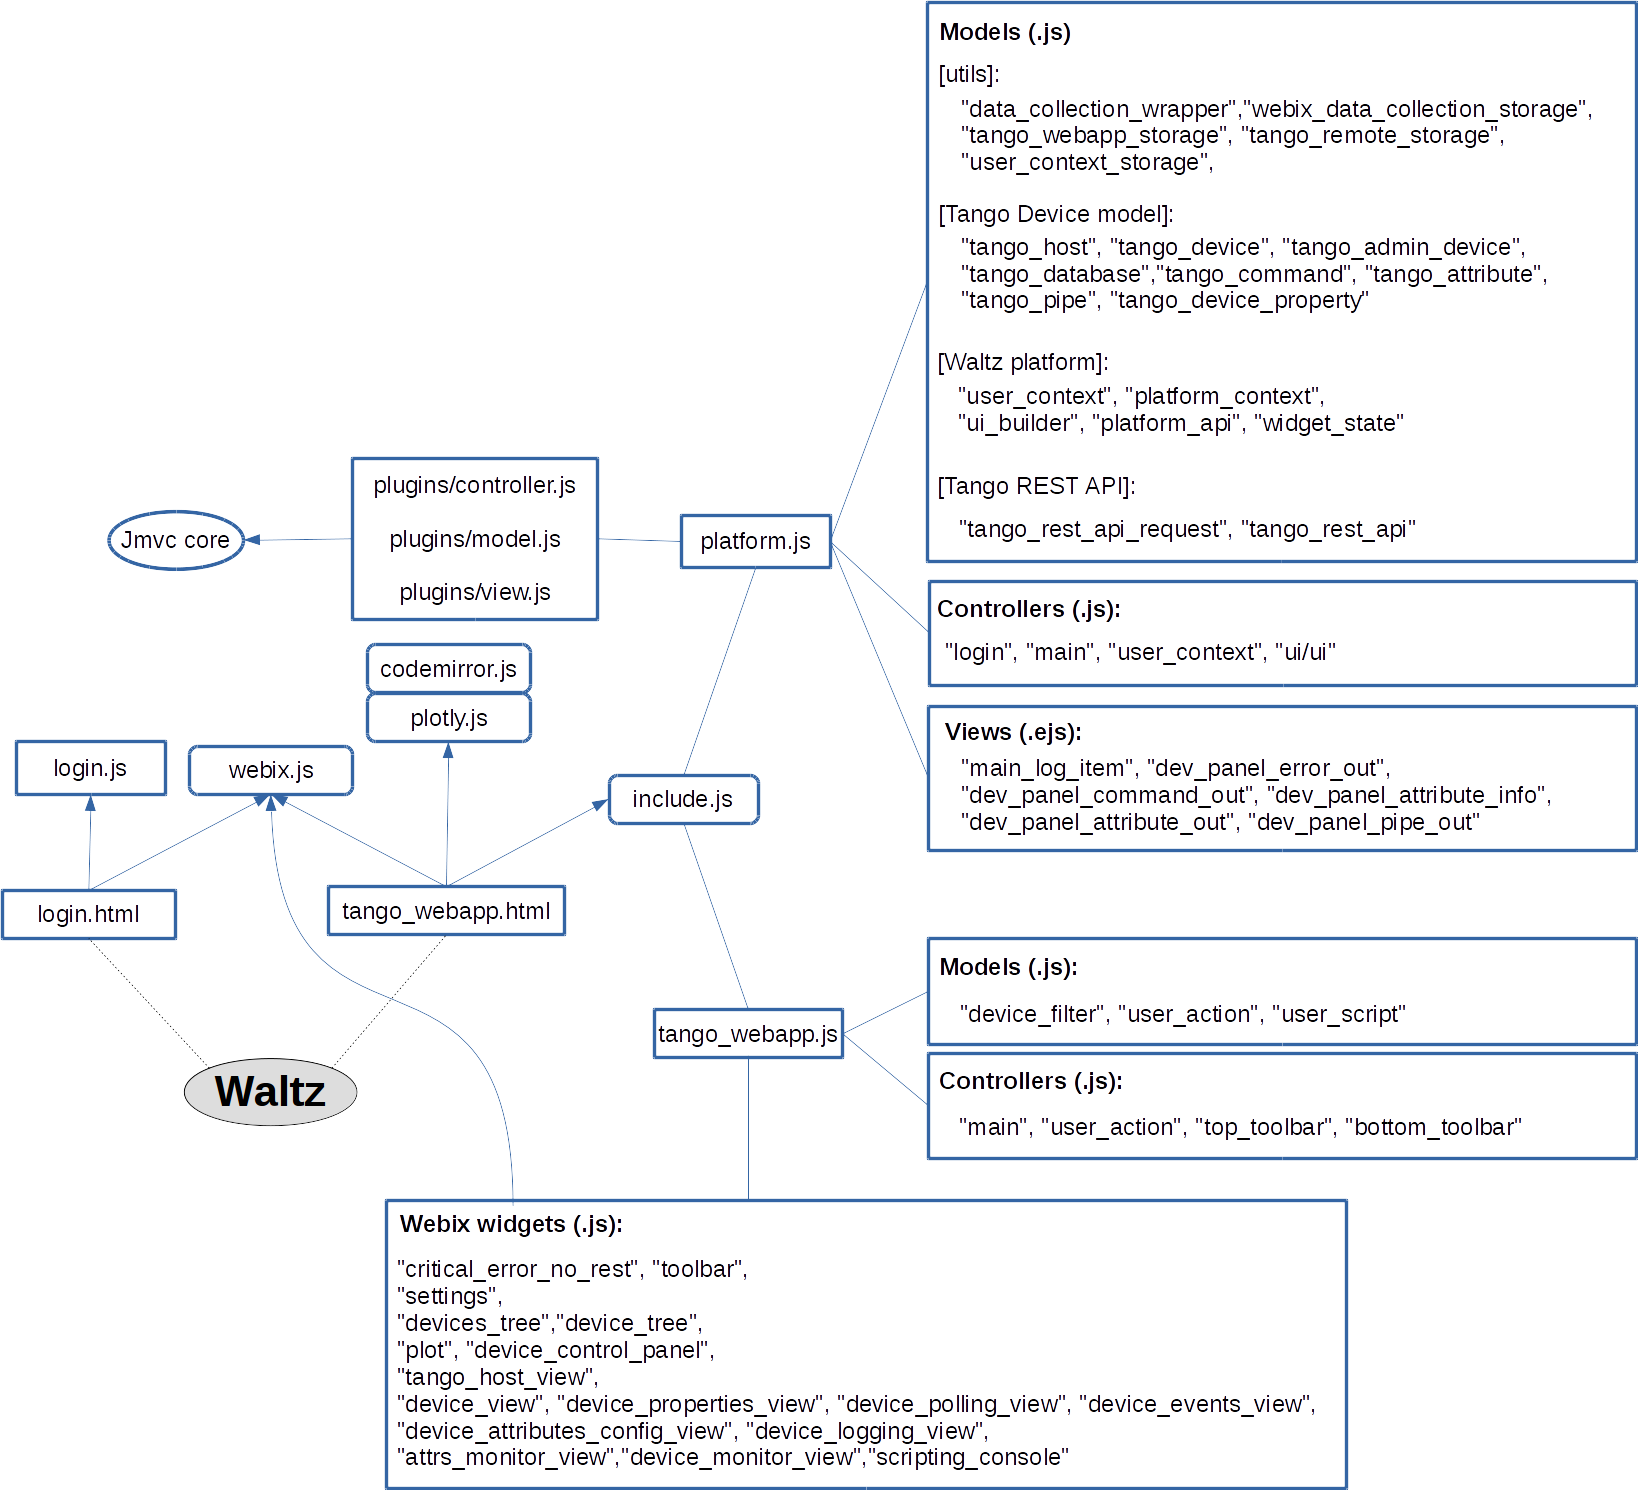 Models (.js)
[utils]:
"data_collection_wrapper","webix_data_collection_storage",
"tango_webapp_storage", "tango_remote_storage",
"user_context_storage",
[Tango Device model]:
"tango_host", "tango_device", "tango_admin_device",
"tango_database","tango_command", "tango_attribute",
"tango_pipe", "tango_device_property"
[Waltz platform]:
"user_context", "platform_context",
"ui_builder", "platform_api", "widget_state"
[Tango REST API]:
"tango_rest_api_request", "tango_rest_api"
plugins/controller.js
plugins/model.js
plugins/view.js
Jmvc core
platform.js
Controllers (.js):
"login", "main", "user_context", "ui/ui"
codemirror.js
plotly.js
Views (.ejs):
"main_log_item", "dev_panel_error_out",
"dev_panel_command_out", "dev_panel_attribute_info",
"dev_panel_attribute_out", "dev_panel_pipe_out"
login.js
webix.js
include.js
login.html
tango_webapp.html
Models (.js):
"device_filter", "user_action", "user_script"
tango_webapp.js
Controllers (.js):
"main", "user_action", "top_toolbar", "bottom_toolbar"
Waltz
Webix widgets (.js):
"critical_error_no_rest", "toolbar",
"settings",
"devices_tree","device_tree",
"plot", "device_control_panel",
"tango_host_view",
"device_view", "device_properties_view", "device_polling_view", "device_events_view",
"device_attributes_config_view", "device_logging_view",
"attrs_monitor_view","device_monitor_view","scripting_console"